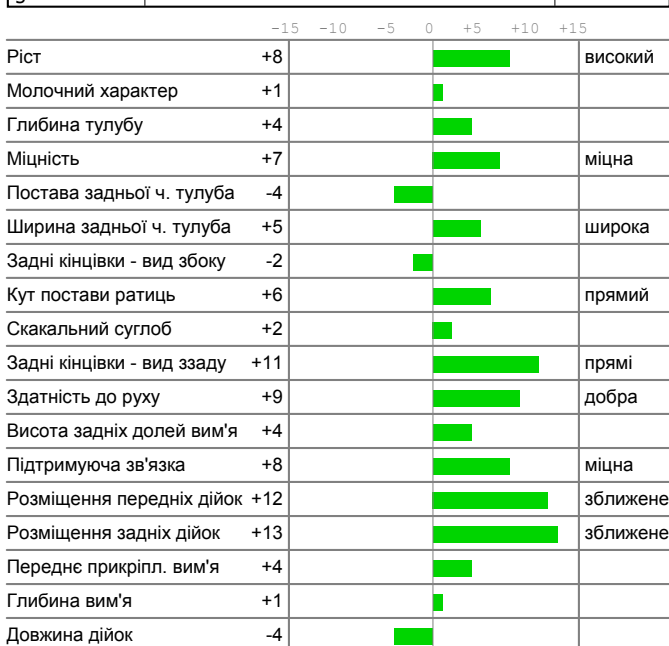 -15 -10 -5 0 +5 +10 +15
Ріст +8 високий
Молочний характер +1
Глибина тулубу +4
Міцність +7 міцна
Постава задньої ч. тулуба -4
Ширина задньої ч. тулуба +5 широка
Задні кінцівки - вид збоку -2
Кут постави ратиць +6 прямий
Скакальний суглоб +2
Задні кінцівки - вид ззаду +11 прямі
Здатність до руху +9 добра
Висота задніх долей вим'я +4
Підтримуюча зв'язка +8 міцна
Розміщення передніх дійок +12 зближене
Розміщення задніх дійок +13 зближене
Переднє прикріпл. вим'я +4
Глибина вим'я +1
Довжина дійок -4